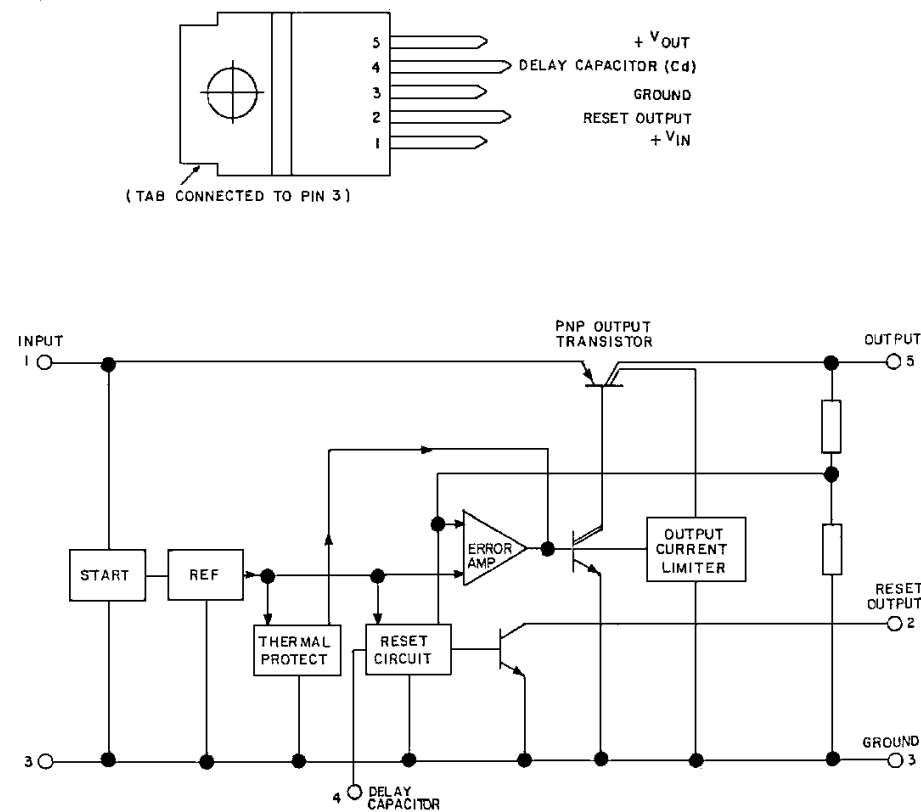 5 + VOUT
4 DELAY CAPACITOR (Cd)
3 GROUND
2 RESET OUTPUT
1 + VIN
(TAB CONNECTED TO PIN 3)
PNP OUTPUT
TRANSISTOR
INPUT
1
OUTPUT
5
START
REF
ERROR
AMP
OUTPUT
CURRENT
LIMITER
THERMAL
PROTECT
RESET
CIRCUIT
RESET
OUTPUT
2
3
GROUND
3
4 DELAY
CAPACITOR